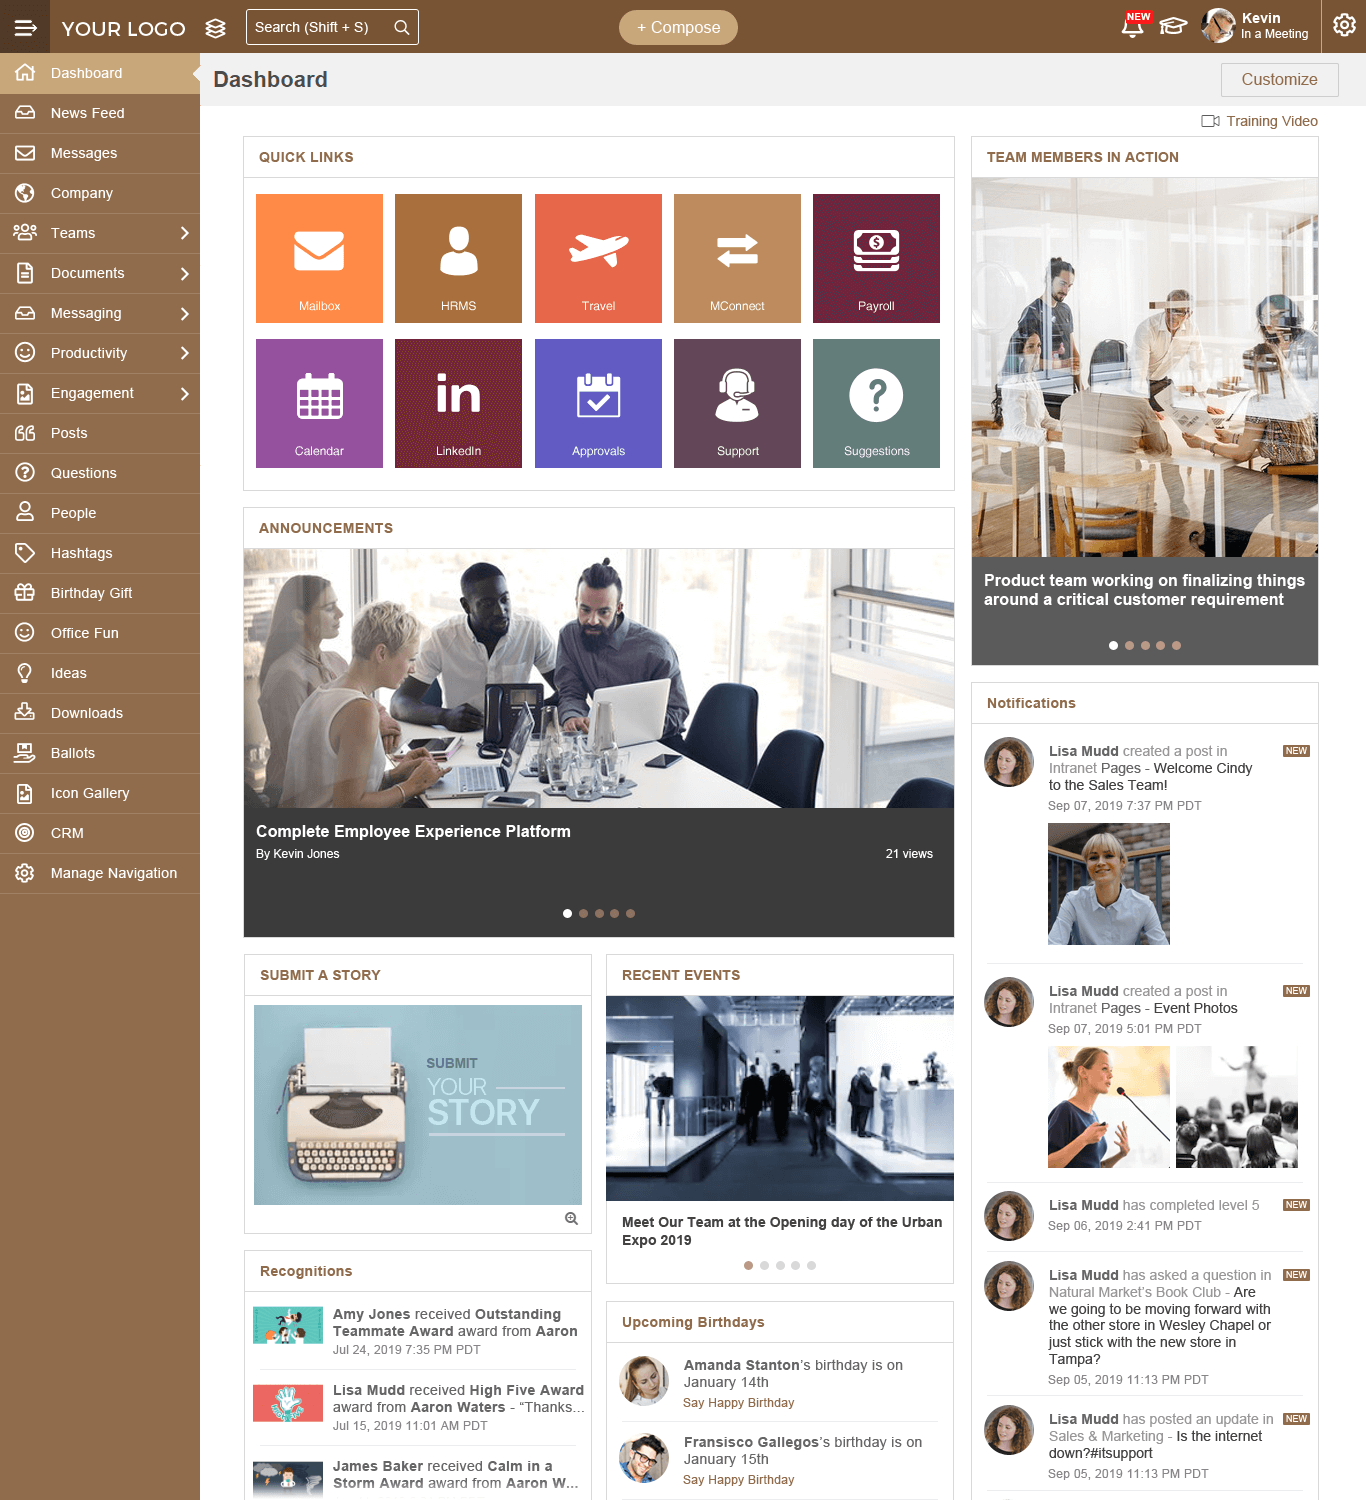 YOUR LOGO
Search (Shift + S)
+ Compose
NEW
Kevin
In a Meeting
Dashboard
News Feed
Messages
Company
Teams
Documents
Messaging
Productivity
Engagement
Posts
Questions
People
Hashtags
Birthday Gift
Office Fun
Ideas
Downloads
Ballots
Icon Gallery
CRM
Manage Navigation
Dashboard
Customize
Training Video
QUICK LINKS
Mailbox
HRMS
Travel
MConnect
Payroll
Calendar
in
LinkedIn
Approvals
Support
Suggestions
ANNOUNCEMENTS
Complete Employee Experience Platform
By Kevin Jones
21 views
SUBMIT A STORY
SUBMIT
YOUR
STORY
Recognitions
Amy Jones received Outstanding
Teammate Award award from Aaron
Jul 24, 2019 7:35 PM PDT
Lisa Mudd received High Five Award
award from Aaron Waters - “Thanks...
Jul 15, 2019 11:01 AM PDT
James Baker received Calm in a
Storm Award award from Aaron W...
RECENT EVENTS
Meet Our Team at the Opening day of the Urban
Expo 2019
Upcoming Birthdays
Amanda Stanton’s birthday is on
January 14th
Say Happy Birthday
Fransisco Gallegos’s birthday is on
January 15th
Say Happy Birthday
TEAM MEMBERS IN ACTION
Product team working on finalizing things
around a critical customer requirement
Notifications
Lisa Mudd created a post in
NEW
Intranet Pages - Welcome Cindy
to the Sales Team!
Sep 07, 2019 7:37 PM PDT
Lisa Mudd created a post in
NEW
Intranet Pages - Event Photos
Sep 07, 2019 5:01 PM PDT
Lisa Mudd has completed level 5
NEW
Sep 06, 2019 2:41 PM PDT
Lisa Mudd has asked a question in
NEW
Natural Market’s Book Club - Are
we going to be moving forward with
the other store in Wesley Chapel or
just stick with the new store in
Tampa?
Sep 05, 2019 11:13 PM PDT
Lisa Mudd has posted an update in
NEW
Sales & Marketing - Is the internet
down?#itsupport
Sep 05, 2019 11:13 PM PDT